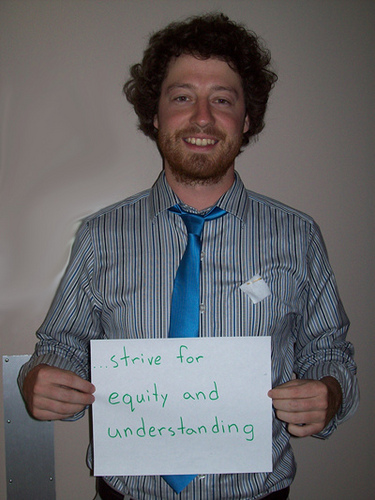 ...strive for
equity and
understanding